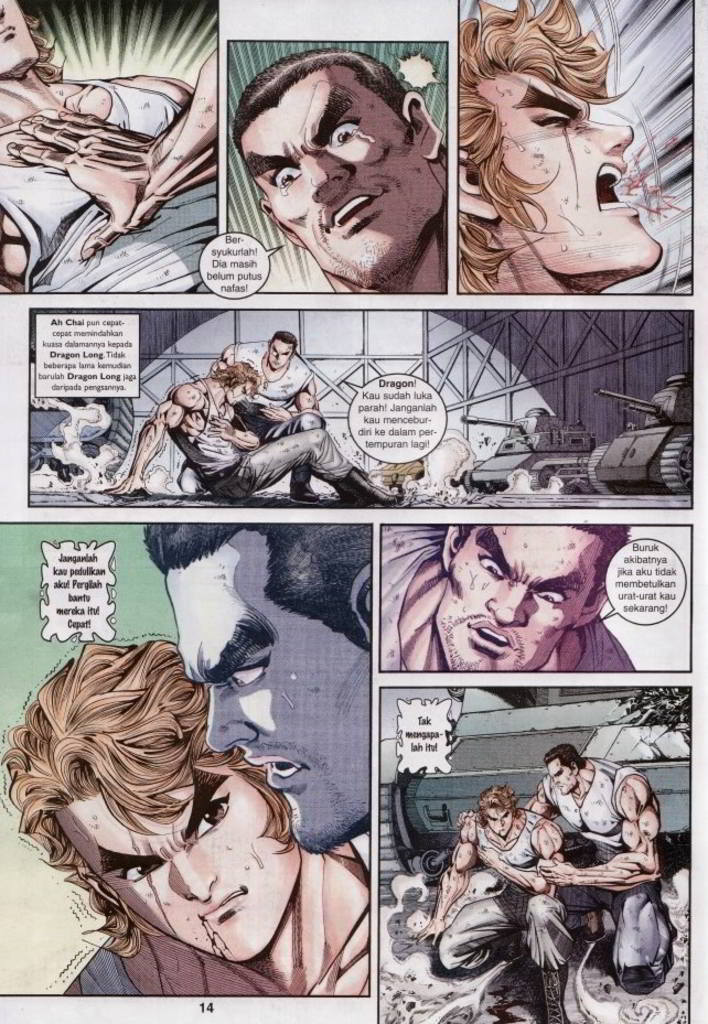 Ber-
syukurlah!
Dia masih
belum putus
nafas!
Ah Chai pun cepat-
cepat memindahkan
kuasa dalamannya kepada
Dragon Long. Tidak
beberapa lama kemudian
barulah Dragon Long jaga
daripada pengsannya.
Dragon!
Kau sudah luka
parah! Janganlah
kau mencebur-
diri ke dalam per-
tempuran lagi!
Janganlah
kau pedulikan
aku! Pergilah
bantu
mereka itu!
Cepat!
Buruk
akibatnya
jika aku tidak
membetulkan
urat-urat kau
sekarang!
Tak
mengapa-
lah itu!
14